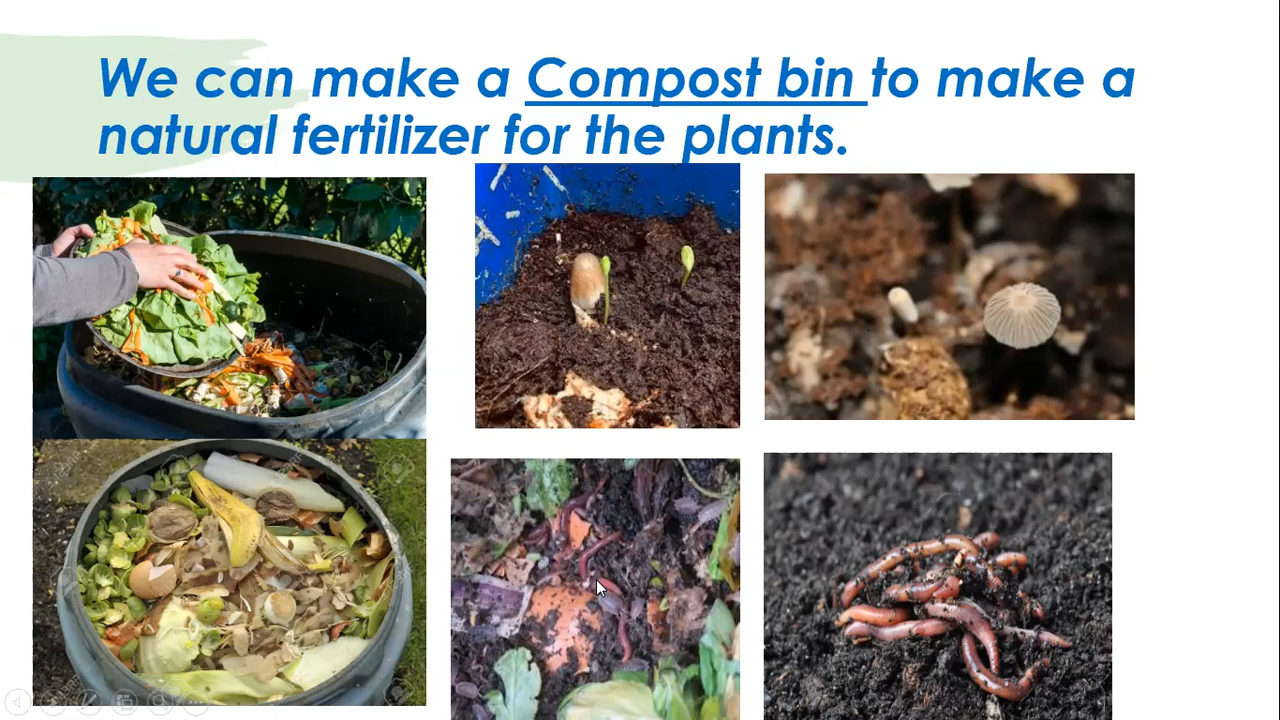 We can make a Compost bin to make a
natural fertilizer for the plants.